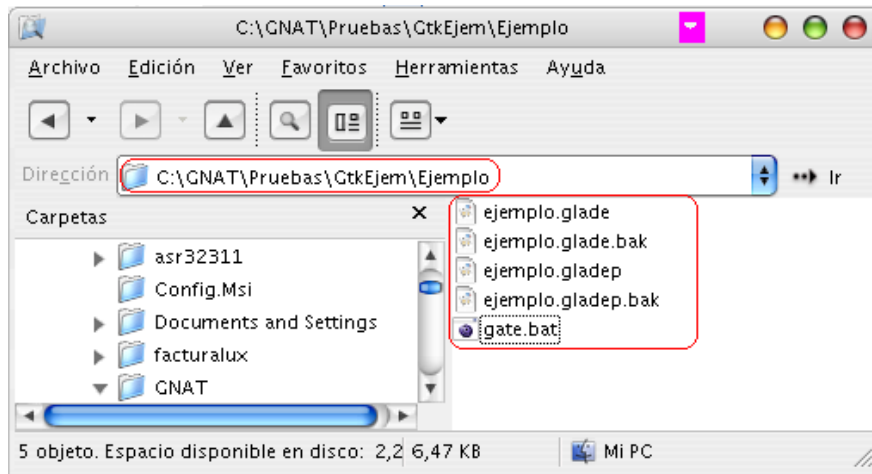 C:\GNAT\Pruebas\GtkEjem\Ejemplo
Archivo Edición Ver Favoritos Herramientas Ayuda
Dirección C:\GNAT\Pruebas\GtkEjem\Ejemplo Ir
Carpetas
asr32311
Config.Msi
Documents and Settings
facturalux
GNAT
ejemplo.glade
ejemplo.glade.bak
ejemplo.gladep
ejemplo.gladep.bak
gate.bat
5 objeto. Espacio disponible en disco: 2,2 6,47 KB Mi PC